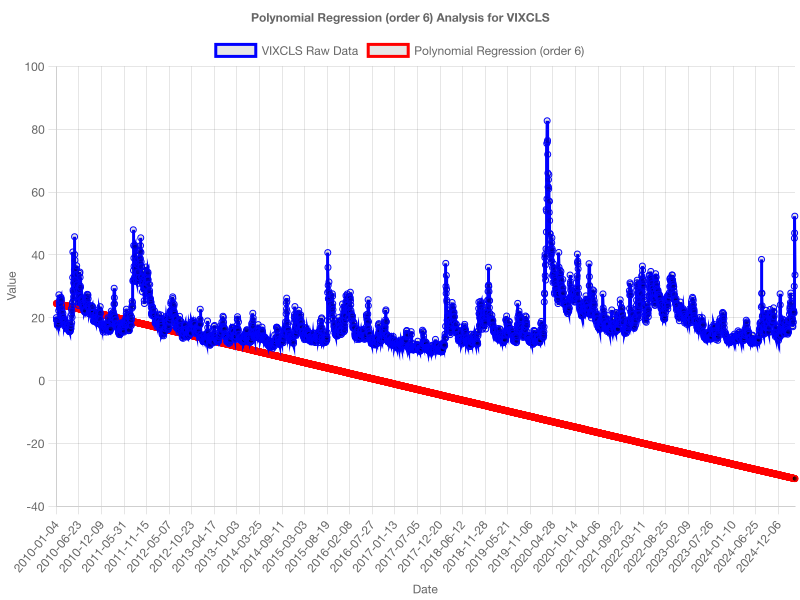 Polynomial Regression (order 6) Analysis for VIXCLS
VIXCLS Raw Data Polynomial Regression (order 6)
100
80
60
40
20
0
-20
-40
Value
2010-01-04 2010-06-23 2010-12-09 2011-05-31 2011-11-15 2012-05-07 2012-10-23 2013-04-17 2013-10-03 2014-03-25 2014-09-11 2015-03-03 2015-08-19 2016-02-08 2016-07-27 2017-01-13 2017-07-05 2017-12-20 2018-06-12 2018-11-28 2019-05-21 2019-11-06 2020-04-28 2020-10-14 2021-04-06 2021-09-22 2022-03-11 2022-08-25 2023-02-09 2023-07-26 2024-01-10 2024-06-25 2024-12-06
Date